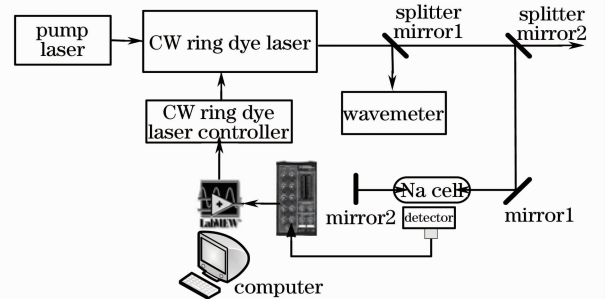 pump
laser
CW ring dye laser
splitter
mirror1
splitter
mirror2
CW ring dye
laser controller
wavemeter
Na cell
mirror2
detector
mirror1
LabVIEW
computer